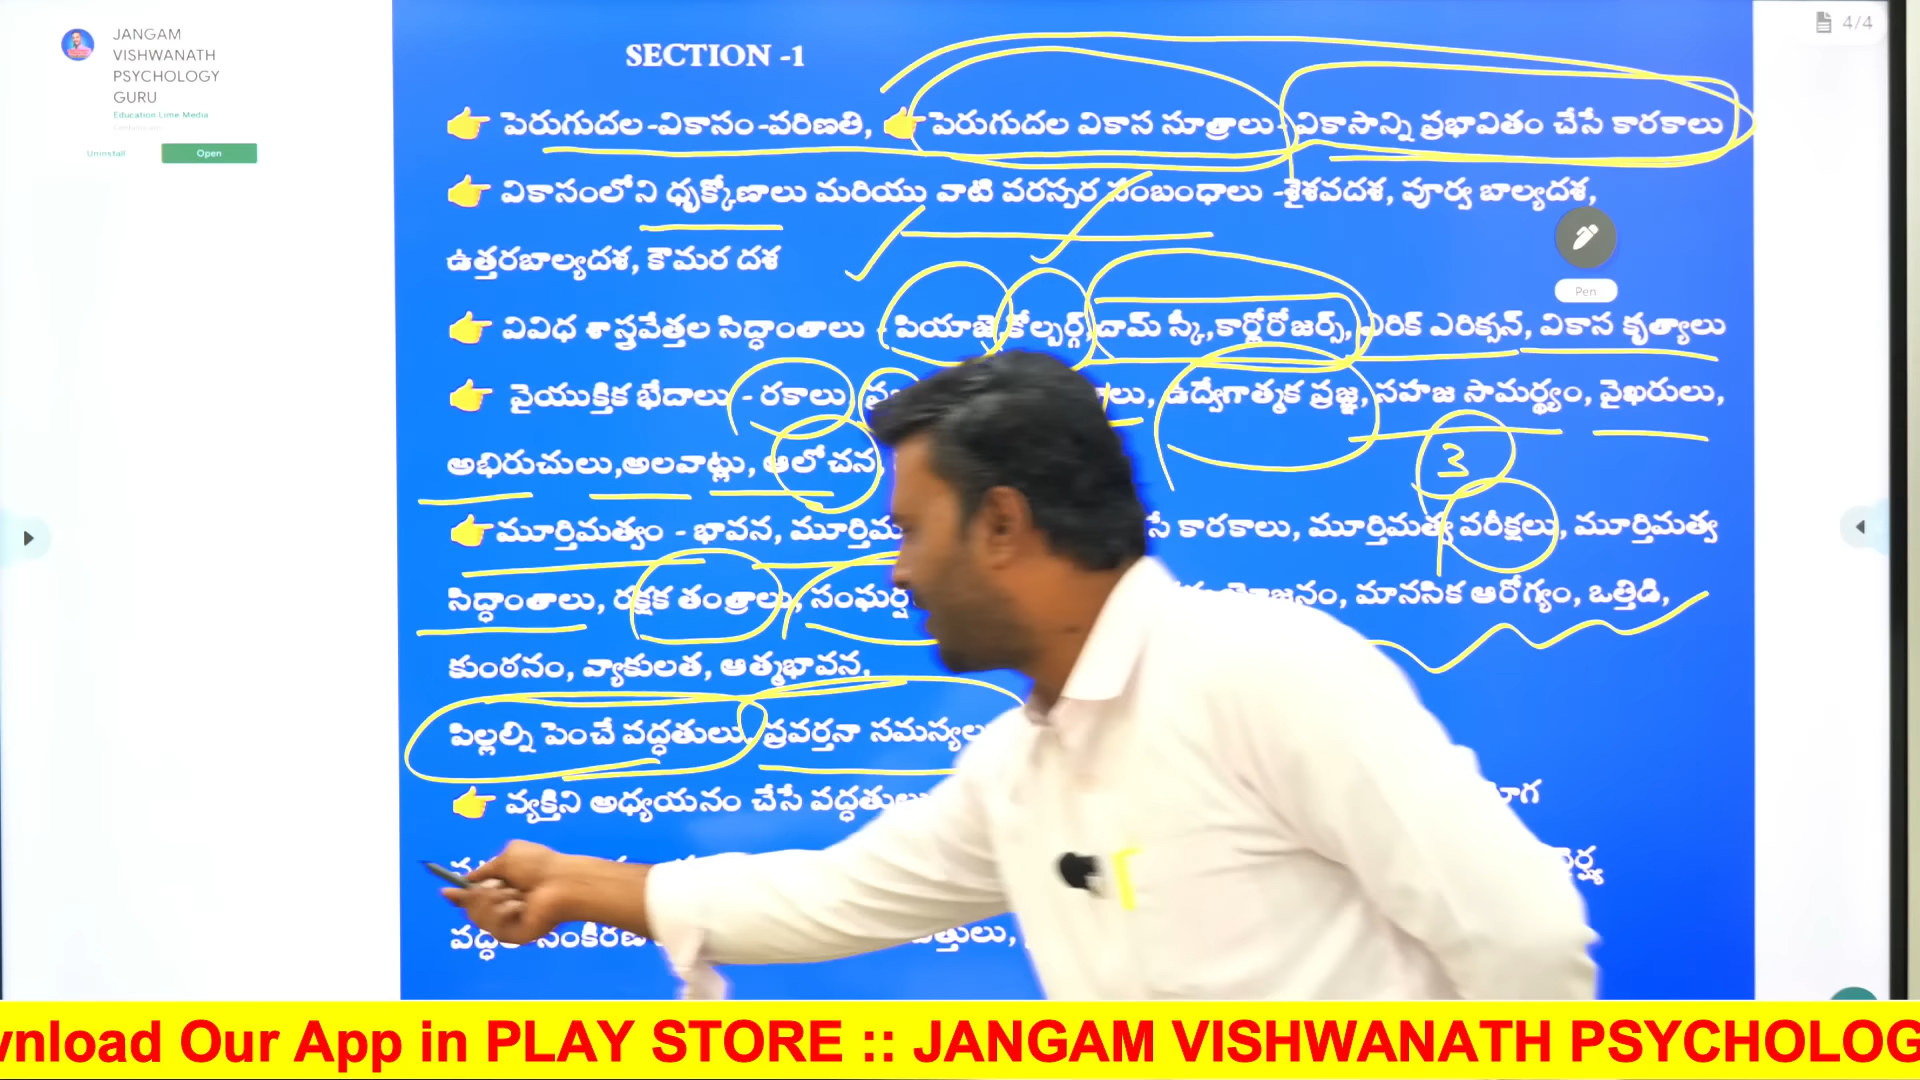 JANGAM
VISHWANATH
PSYCHOLOGY
GURU
Education Lime Media
Uninstall
Open
4/4
SECTION -1
పెరుగుదల -వికాసం -పరిణతి, పెరుగుదల వికాస సూత్రాలు- వికాసాన్ని ప్రభావితం చేసే కారకాలు
వికాసంలోని ధృక్కోణాలు మరియు వాటి పరస్పర సంబంధాలు -శైశవదశ, పూర్వ బాల్యదశ,
ఉత్తరబాల్యదశ, కౌమర దశ
Pen
వివిధ శాస్త్రవేత్తల సిద్ధాంతాలు - పియాజె, కోల్బర్గ్, చామ్ స్కీ,కార్ల్ రోజర్స్, ఎరిక్ ఎరిక్సన్, వికాస కృత్యాలు
వైయుక్తిక భేదాలు - రకాలు, ఉద్వేగాత్మక ప్రజ్ఞ, సహజ సామర్థ్యం, వైఖరులు,
అభిరుచులు,అలవాట్లు, ఆలోచన,
3
మూర్తిమత్వం - భావన, కారకాలు, మూర్తిమత్వ పరీక్షలు, మూర్తిమత్వ
సిద్ధాంతాలు, రక్షక తంత్రాలు, మానసిక ఆరోగ్యం, ఒత్తిడి,
కుంఠనం, వ్యాకులత, ఆత్మభావన,
పిల్లల్ని పెంచే పద్ధతులు, ప్రవర్తనా సమస్యలు
వ్యక్తిని అధ్యయనం చేసే పద్ధతులు
Download Our App in PLAY STORE :: JANGAM VISHWANATH PSYCHOLOG